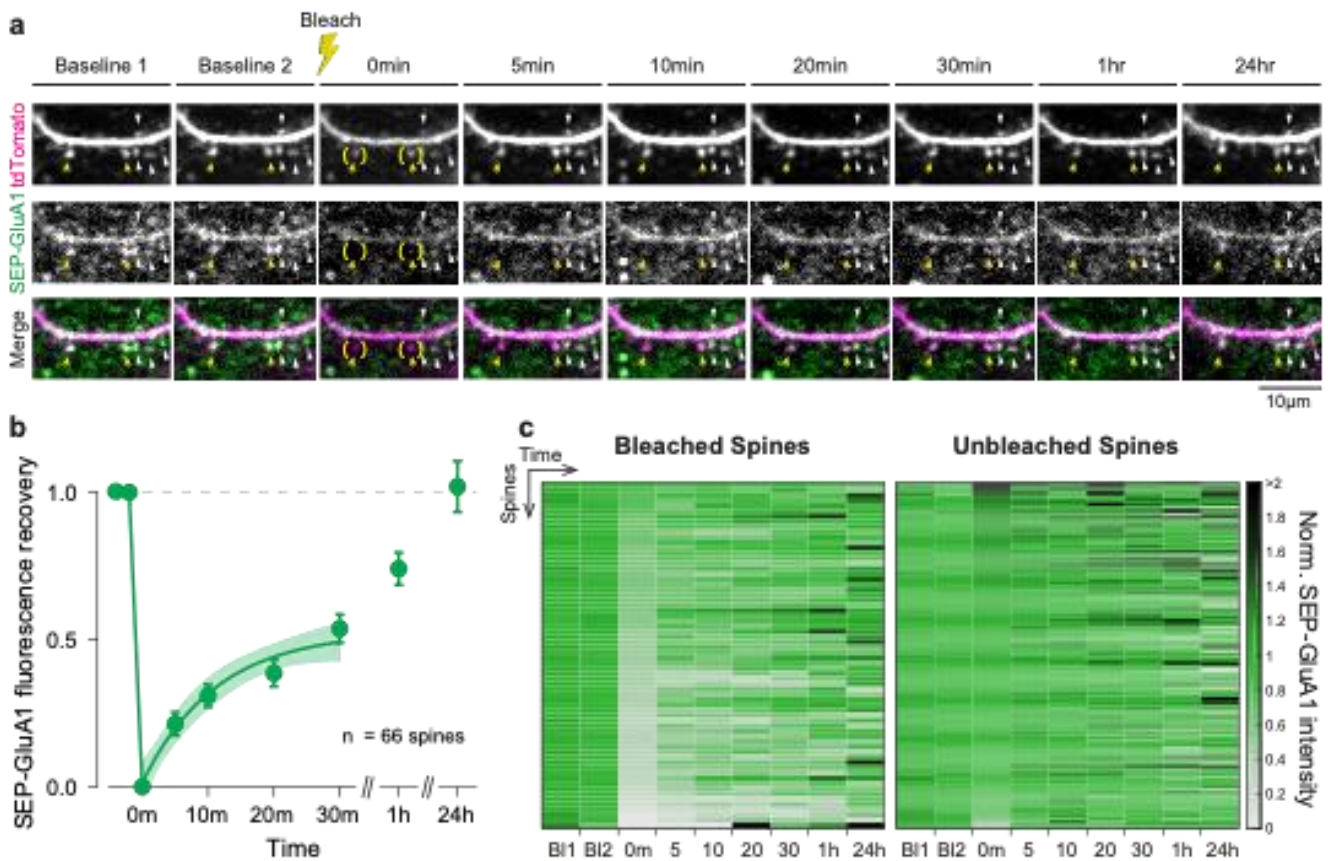 a
Bleach
Baseline 1 Baseline 2 0min 5min 10min 20min 30min 1hr 24hr
tdTomato
SEP-GluA1
Merge
10μm
b
SEP-GluA1 fluorescence recovery
1.0
0.5
0.0
n = 66 spines
0m 10m 20m 30m 1h 24h
Time
c
Time
Spines
Bleached Spines
Unbleached Spines
BI1 BI2 0m 5 10 20 30 1h 24h
BI1 BI2 0m 5 10 20 30 1h 24h
>2
1.8
1.6
1.4
1.2
1
0.8
0.6
0.4
0.2
0
Norm. SEP-GluA1 intensity